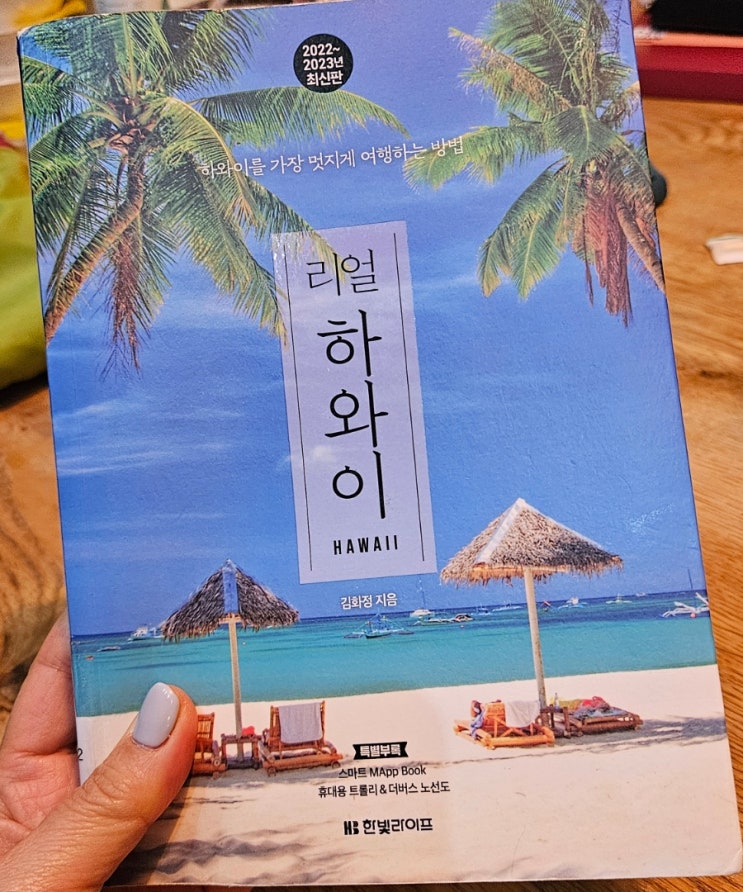 2022~
2023년
최신판
하와이를 가장 멋지게 여행하는 방법
리얼
하와이
HAWAII
김화정 지음
특별부록
스마트 MApp Book
휴대용 트롤리 & 더버스 노선도
HB 한빛라이프
2